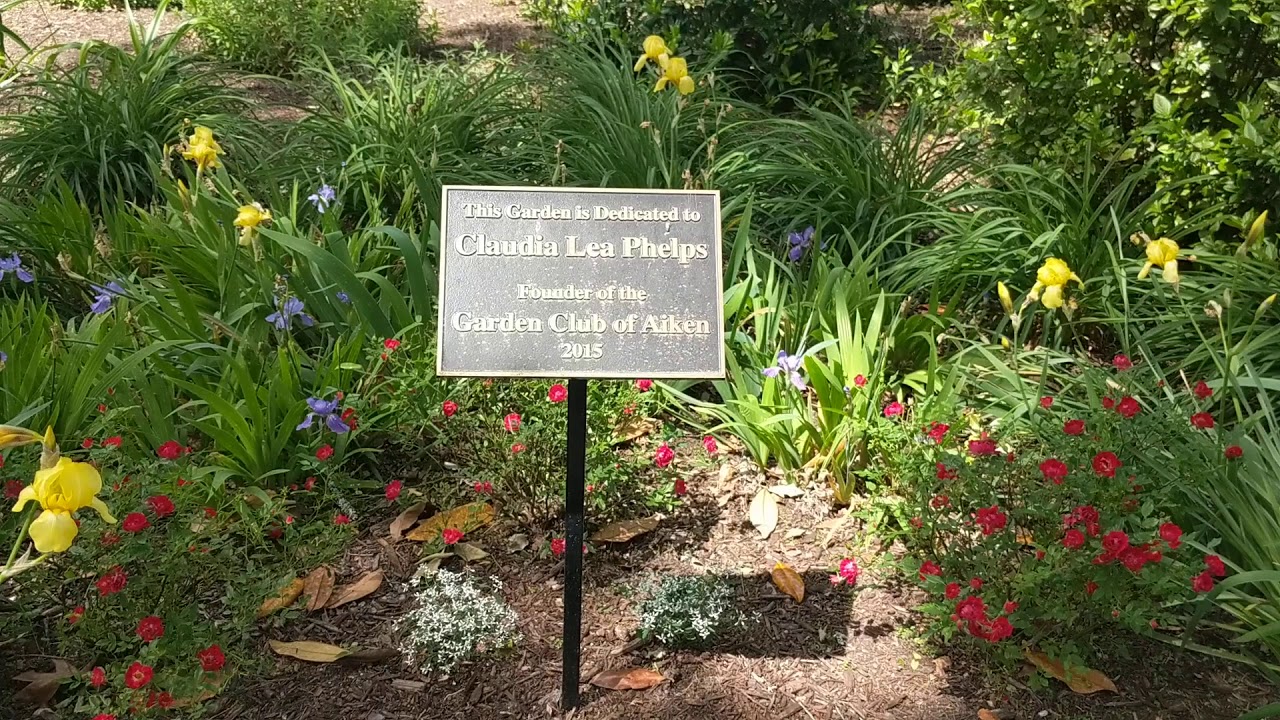 This Garden is Dedicated to
Claudia Lea Phelps
Founder of the
Garden Club of Aiken
2015